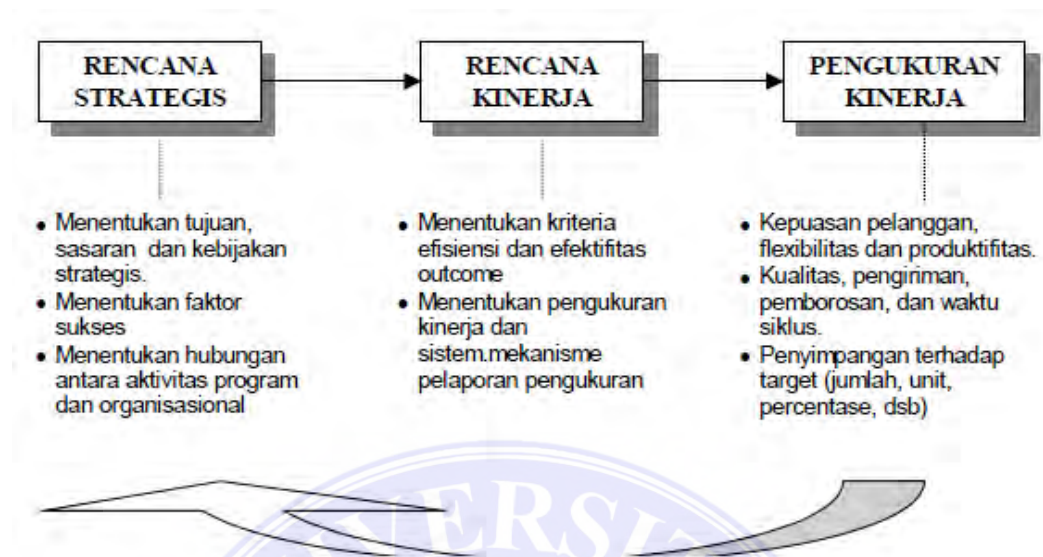 RENCANA
STRATEGIS
RENCANA
KINERJA
PENGUKURAN
KINERJA
• Menentukan tujuan,
sasaran dan kebijakan
strategis.
• Menentukan faktor
sukses
• Menentukan hubungan
antara aktivitas program
dan organisasional
• Menentukan kriteria
efisiensi dan efektifitas
outcome
• Menentukan pengukuran
kinerja dan
sistem.mekanisme
pelaporan pengukuran
• Kepuasan pelanggan,
flexibilitas dan produktifitas.
• Kualitas, pengiriman,
pemborosan, dan waktu
siklus.
• Penyimpangan terhadap
target (jumlah, unit,
percentase, dsb)